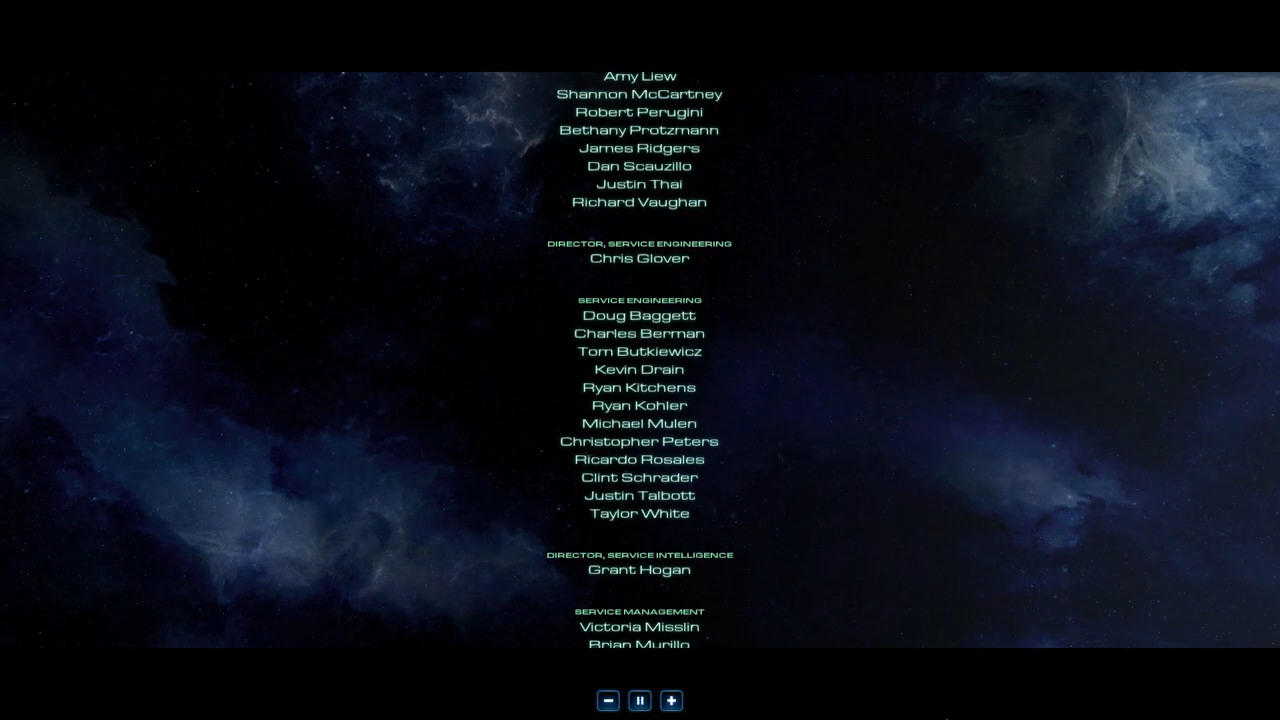 Amy Liew
Shannon McCartney
Robert Perugini
Bethany Protzmann
James Ridgers
Dan Scauzillo
Justin Thai
Richard Vaughan
DIRECTOR, SERVICE ENGINEERING
Chris Glover
SERVICE ENGINEERING
Doug Baggett
Charles Berman
Tom Butkiewicz
Kevin Drain
Ryan Kitchens
Ryan Kohler
Michael Mulen
Christopher Peters
Ricardo Rosales
Clint Schrader
Justin Talbott
Taylor White
DIRECTOR, SERVICE INTELLIGENCE
Grant Hogan
SERVICE MANAGEMENT
Victoria Misslin
Brian Murillo